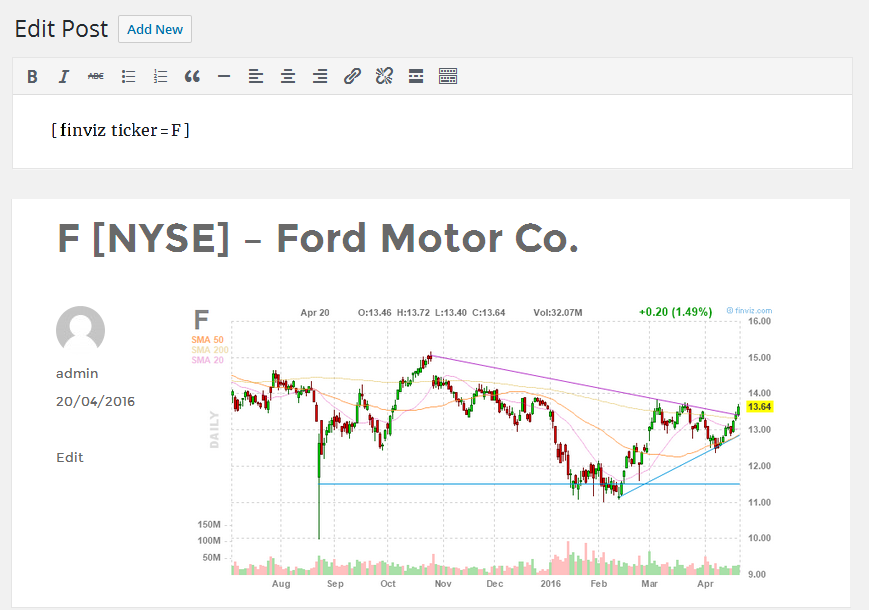 Edit Post Add New
B I ABC
[finviz ticker=F]
F [NYSE] – Ford Motor Co.
admin
20/04/2016
Edit
F Apr 20 O:13.46 H:13.72 L:13.40 C:13.64 Vol:32.07M +0.20 (1.49%) © finviz.com
SMA 50
SMA 200
SMA 20
DAILY
16.00
15.00
14.00
13.64
13.00
12.00
11.00
10.00
9.00
150M
100M
50M
Aug Sep Oct Nov Dec 2016 Feb Mar Apr